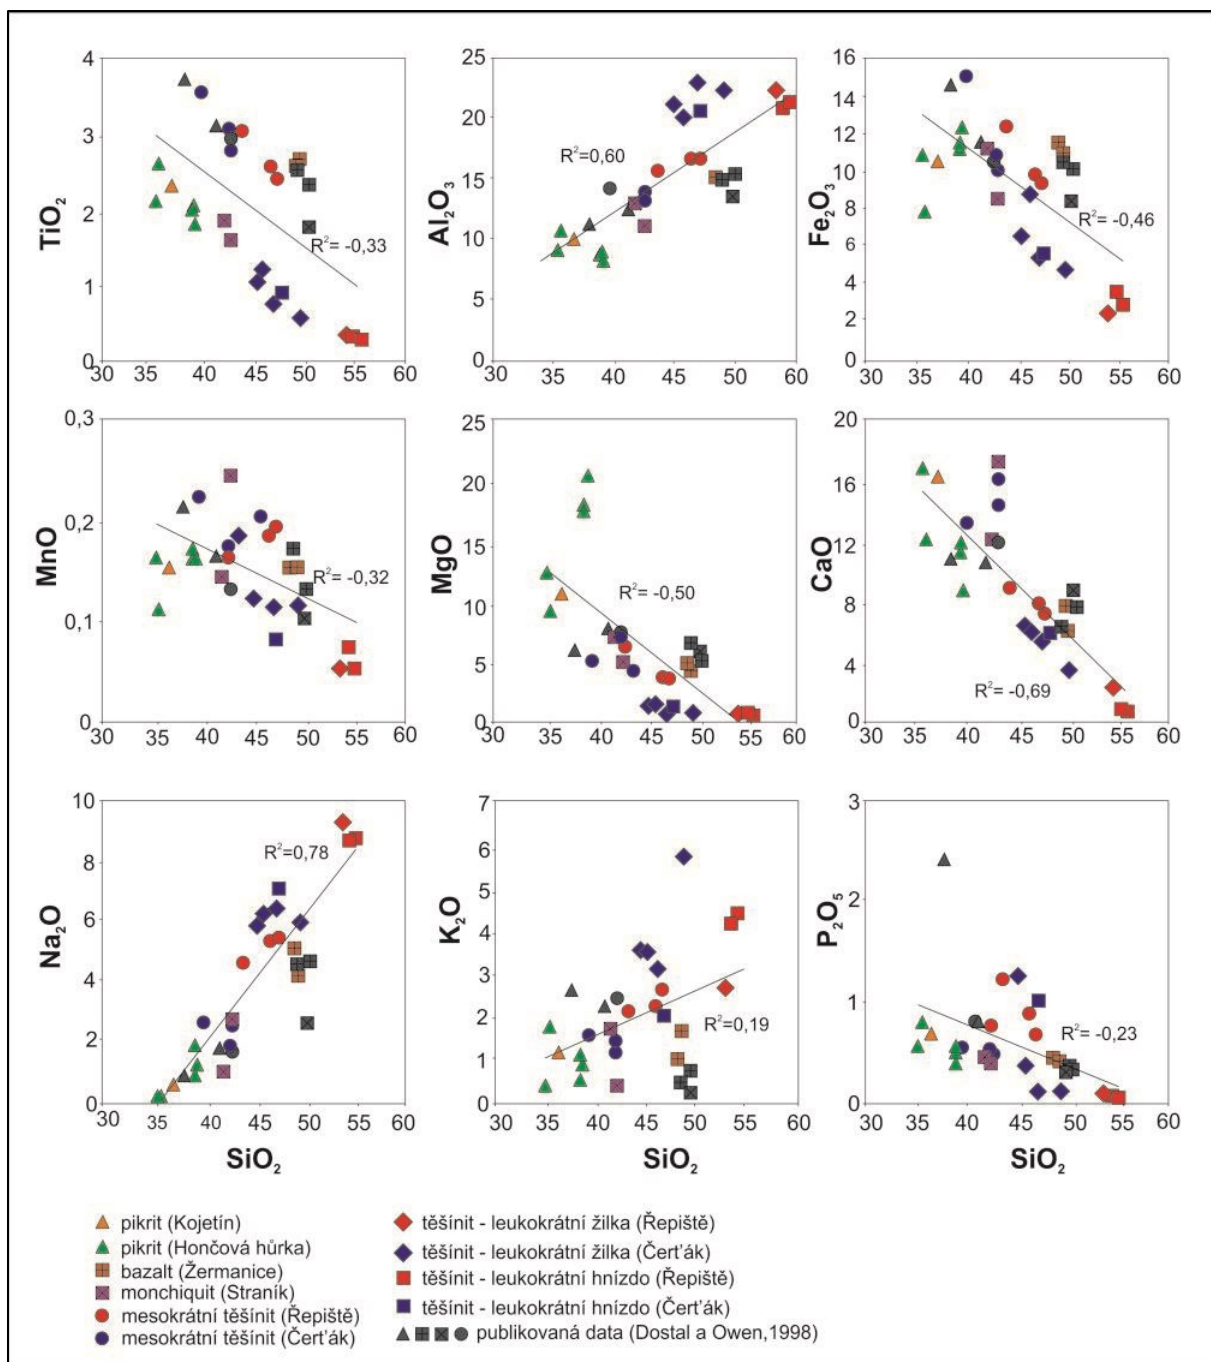 TiO2
4
3
2
1
0
R2= -0,33
30 35 40 45 50 55 60
Al2O3
25
20
15
10
5
0
R2=0,60
30 35 40 45 50 55 60
Fe2O3
16
14
12
10
8
6
4
2
0
R2= -0,46
30 35 40 45 50 55 60
MnO
0,3
0,2
0,1
0
R2= -0,32
30 35 40 45 50 55 60
MgO
25
20
15
10
5
0
R2= -0,50
30 35 40 45 50 55 60
CaO
20
16
12
8
4
0
R2= -0,69
30 35 40 45 50 55 60
Na2O
10
8
6
4
2
0
R2=0,78
30 35 40 45 50 55 60
SiO2
K2O
7
6
5
4
3
2
1
0
R2=0,19
30 35 40 45 50 55 60
SiO2
P2O5
3
2
1
0
R2= -0,23
30 35 40 45 50 55 60
SiO2
pikrit (Kojetín)
pikrit (Hončová hůrka)
bazalt (Žermanice)
monchiquit (Straník)
mesokrátní těšínit (Řepiště)
mesokrátní těšínit (Čerťák)
těšínit - leukokrátní žilka (Řepiště)
těšínit - leukokrátní žilka (Čerťák)
těšínit - leukokrátní hnízdo (Řepiště)
těšínit - leukokrátní hnízdo (Čerťák)
publikovaná data (Dostal a Owen,1998)